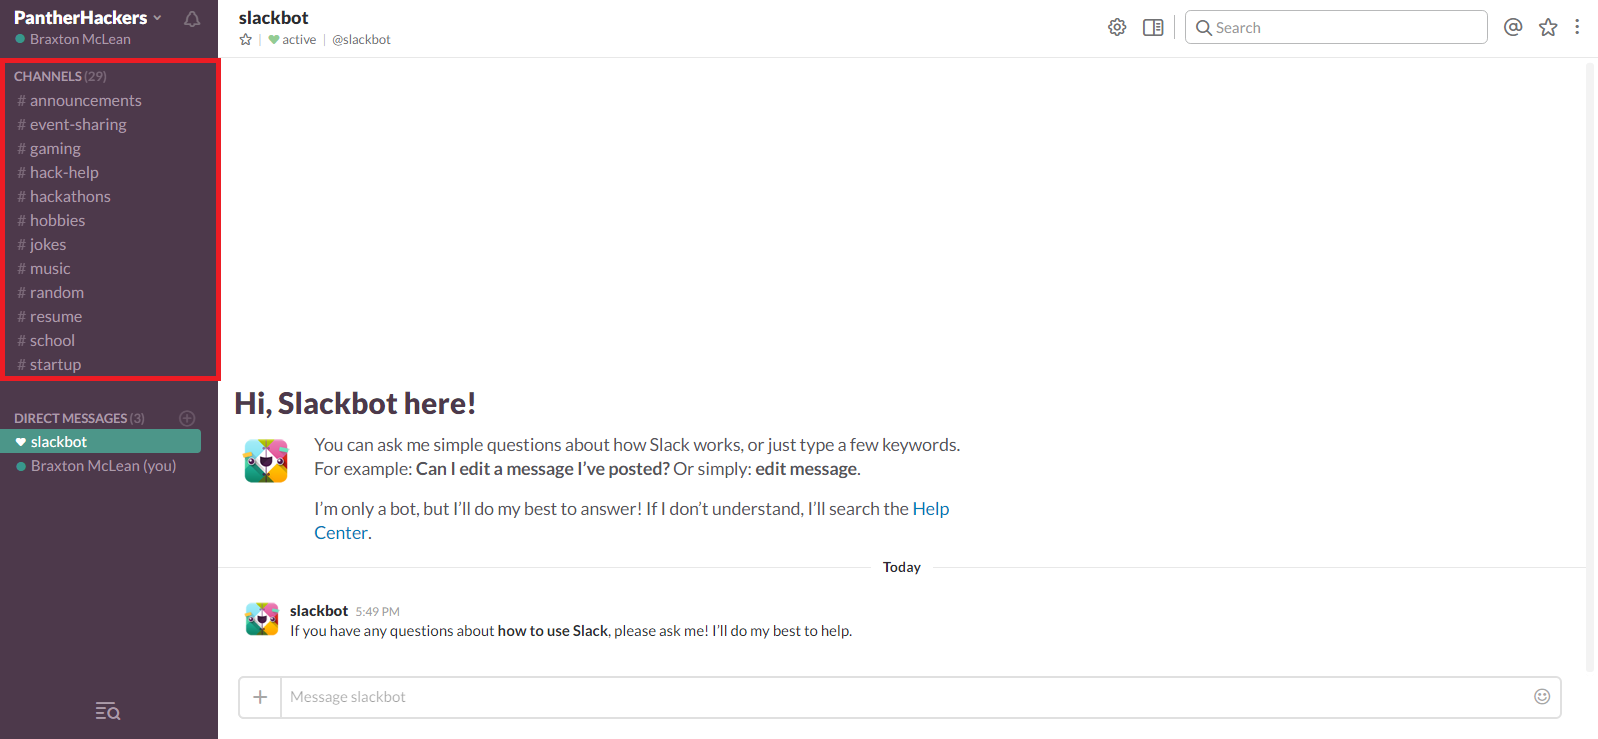 PantherHackers
Braxton McLean
CHANNELS (29)
# announcements
# event-sharing
# gaming
# hack-help
# hackathons
# hobbies
# jokes
# music
# random
# resume
# school
# startup
DIRECT MESSAGES (3)
slackbot
Braxton McLean (you)
slackbot
active | @slackbot
Search
Hi, Slackbot here!
You can ask me simple questions about how Slack works, or just type a few keywords.
For example: Can I edit a message I’ve posted? Or simply: edit message.
I’m only a bot, but I’ll do my best to answer! If I don’t understand, I’ll search the Help
Center.
Today
slackbot 5:49 PM
If you have any questions about how to use Slack, please ask me! I’ll do my best to help.
Message slackbot